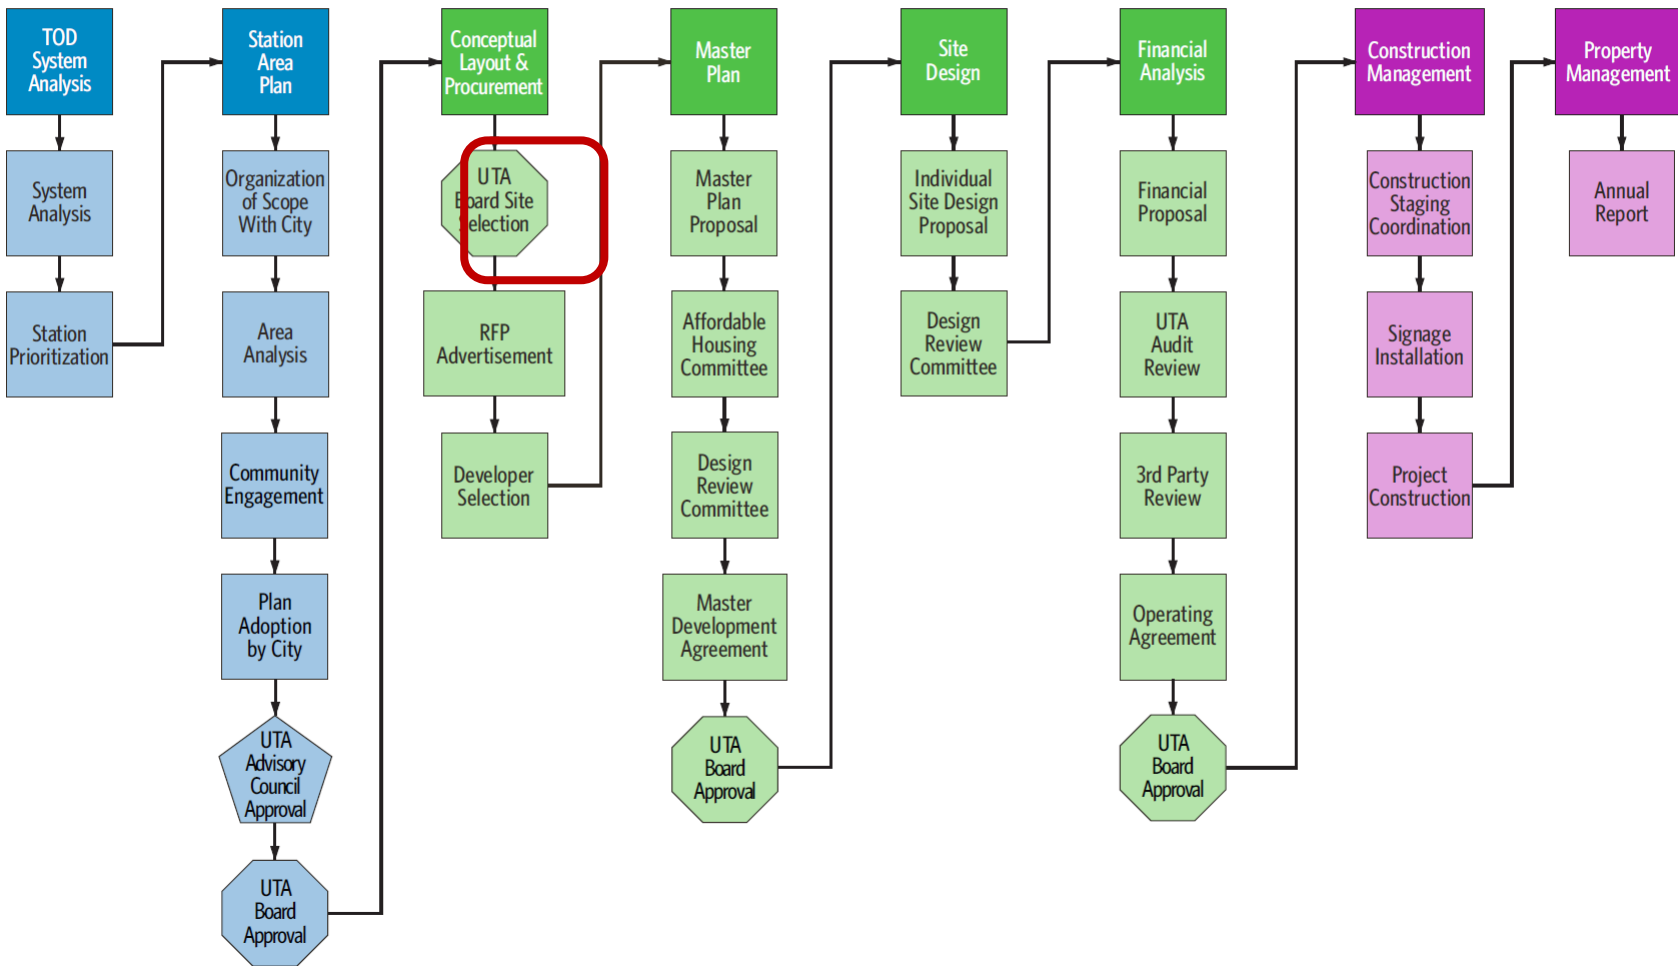 TOD
System
Analysis
System
Analysis
Station
Prioritization
Station
Area
Plan
Organization
of Scope
With City
Area
Analysis
Community
Engagement
Plan
Adoption
by City
UTA
Advisory
Council
Approval
UTA
Board
Approval
Conceptual
Layout &
Procurement
UTA
Board Site
Selection
RFP
Advertisement
Developer
Selection
Master
Plan
Master
Plan
Proposal
Affordable
Housing
Committee
Design
Review
Committee
Master
Development
Agreement
UTA
Board
Approval
Site
Design
Individual
Site Design
Proposal
Design
Review
Committee
Financial
Analysis
Financial
Proposal
UTA
Audit
Review
3rd Party
Review
Operating
Agreement
UTA
Board
Approval
Construction
Management
Construction
Staging
Coordination
Signage
Installation
Project
Construction
Property
Management
Annual
Report